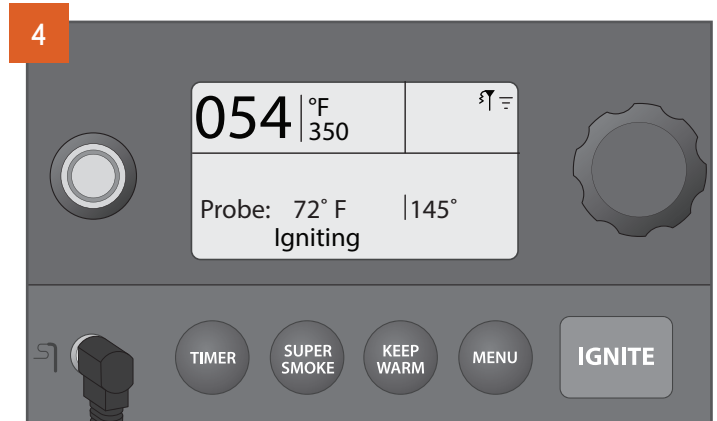 4
054 °F
350
Probe: 72° F 145°
Igniting
TIMER
SUPER
SMOKE
KEEP
WARM
MENU
IGNITE